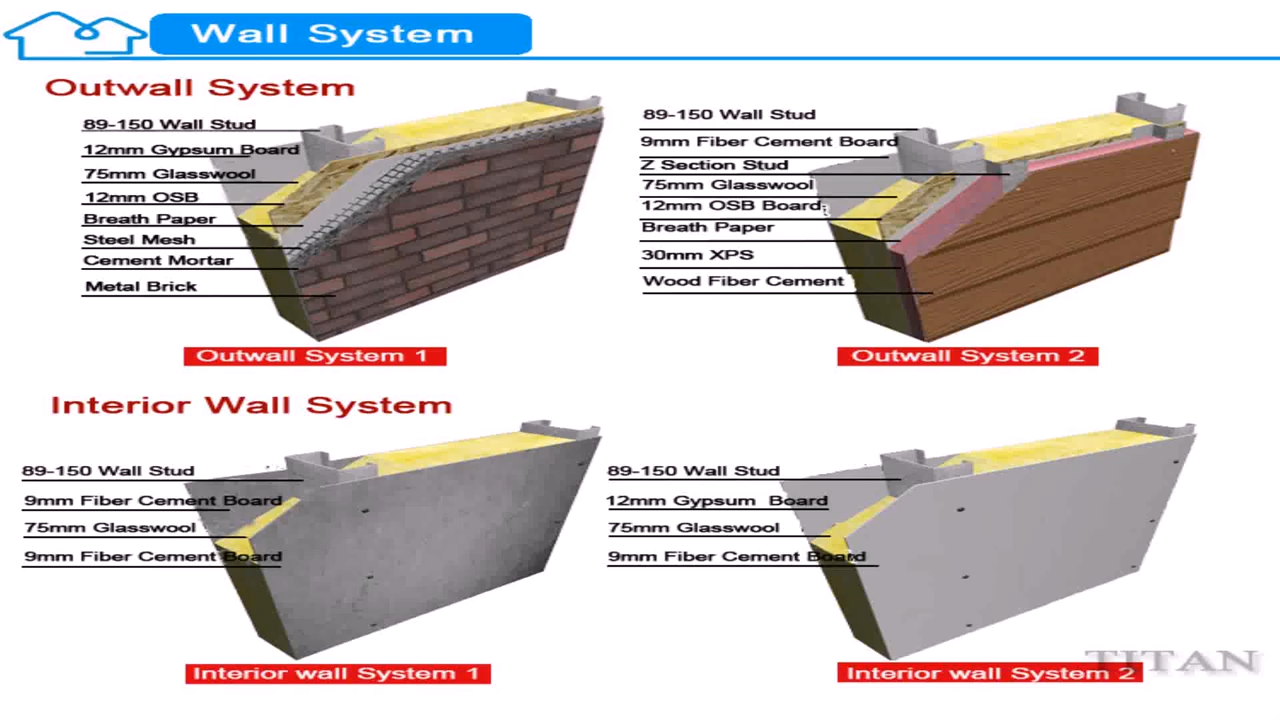 Wall System
Outwall System
89-150 Wall Stud
12mm Gypsum Board
75mm Glasswool
12mm OSB
Breath Paper
Steel Mesh
Cement Mortar
Metal Brick
Outwall System 1
89-150 Wall Stud
9mm Fiber Cement Board
Z Section Stud
75mm Glasswool
12mm OSB Board
Breath Paper
30mm XPS
Wood Fiber Cement
Outwall System 2
Interior Wall System
89-150 Wall Stud
9mm Fiber Cement Board
75mm Glasswool
9mm Fiber Cement Board
Interior wall System 1
89-150 Wall Stud
12mm Gypsum Board
75mm Glasswool
9mm Fiber Cement Board
Interior wall System 2
TITAN